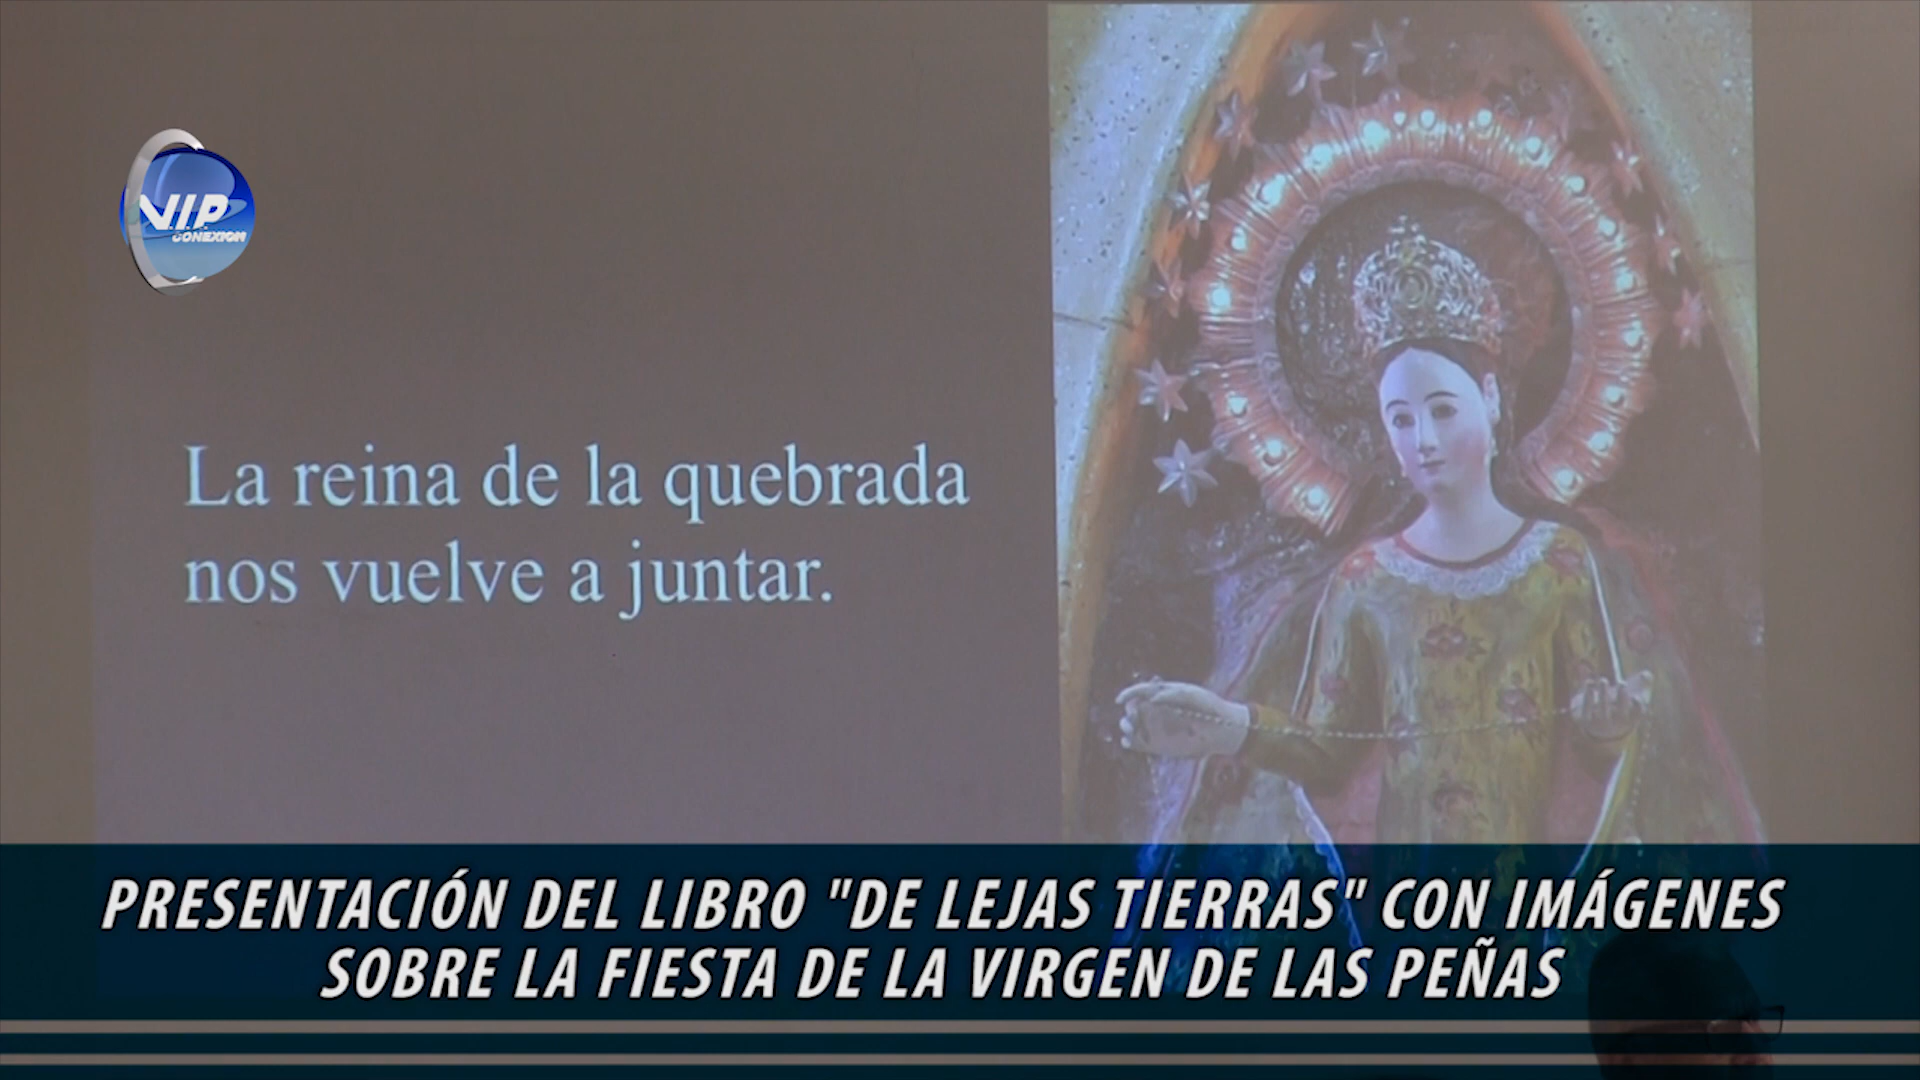 V.I.P.
CONEXION
La reina de la quebrada
nos vuelve a juntar.
PRESENTACIÓN DEL LIBRO "DE LEJAS TIERRAS" CON IMÁGENES
SOBRE LA FIESTA DE LA VIRGEN DE LAS PEÑAS